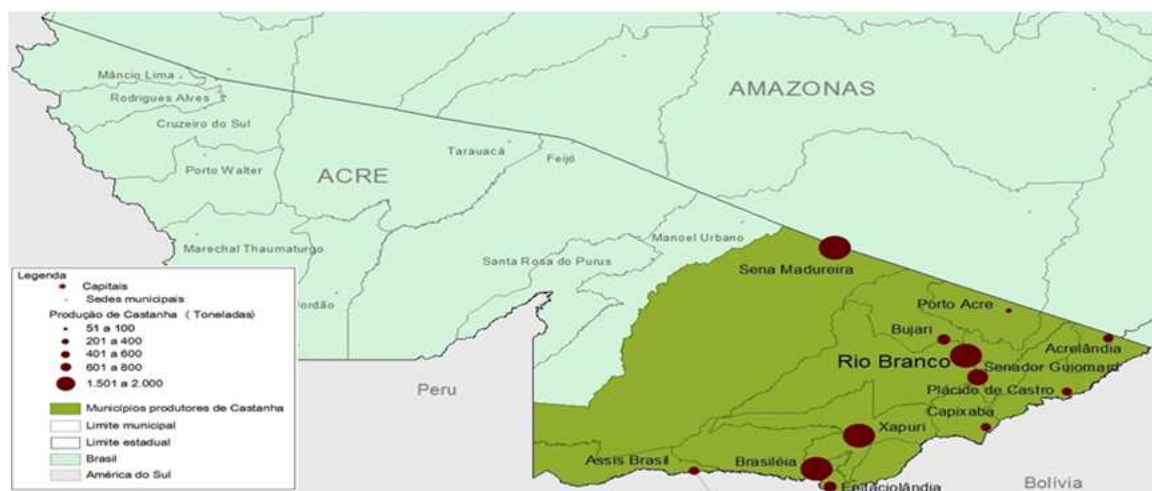 AMAZONAS
Mâncio Lima
Rodrigues Alves
Cruzeiro do Sul
Porto Walter
ACRE
Tarauacá
Feijó
Marechal Thaumaturgo
Santa Rosa do Purus
Manoel Urbano
Sena Madureira
Jordão
Porto Acre
Bujari
Acrelândia
Rio Branco
Senador Guiomard
Plácido de Castro
Capixaba
Peru
Xapuri
Assis Brasil
Brasiléia
Epitaciolândia
Bolívia
Legenda
Capitais
Sedes municipais
Produção de Castanha ( Toneladas)
51 a 100
201 a 400
401 a 600
601 a 800
1.501 a 2.000
Municípios produtores de Castanha
Limite municipal
Limite estadual
Brasil
América do Sul